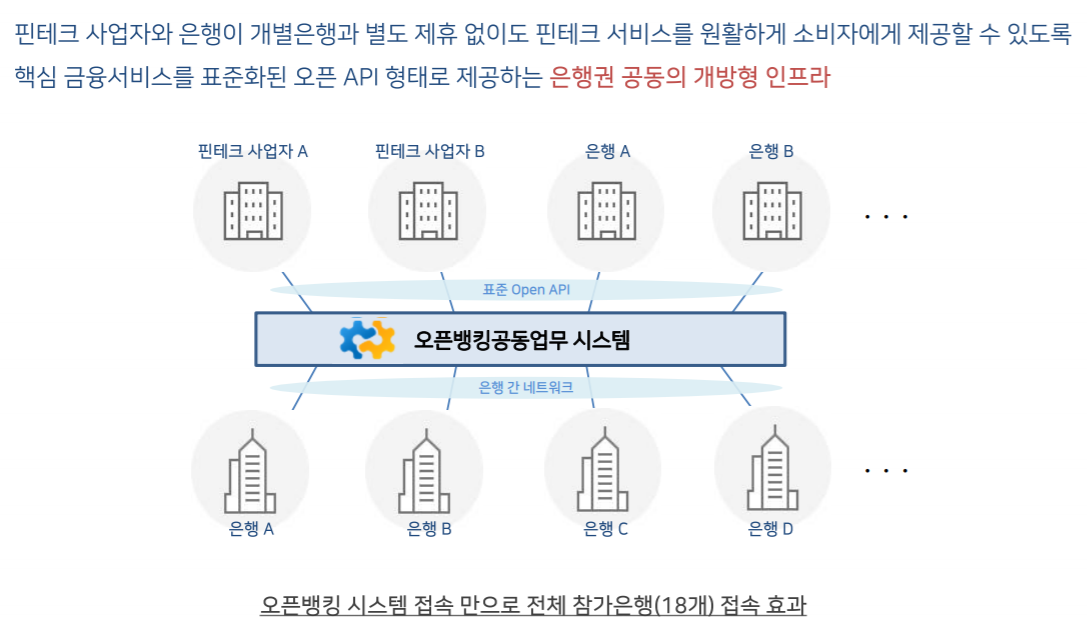 핀테크 사업자와 은행이 개별은행과 별도 제휴 없이도 핀테크 서비스를 원활하게 소비자에게 제공할 수 있도록
핵심 금융서비스를 표준화된 오픈 API 형태로 제공하는 은행권 공동의 개방형 인프라
핀테크 사업자 A
핀테크 사업자 B
은행 A
은행 B
· · ·
표준 Open API
오픈뱅킹공동업무 시스템
은행 간 네트워크
· · ·
은행 A
은행 B
은행 C
은행 D
오픈뱅킹 시스템 접속 만으로 전체 참가은행(18개) 접속 효과